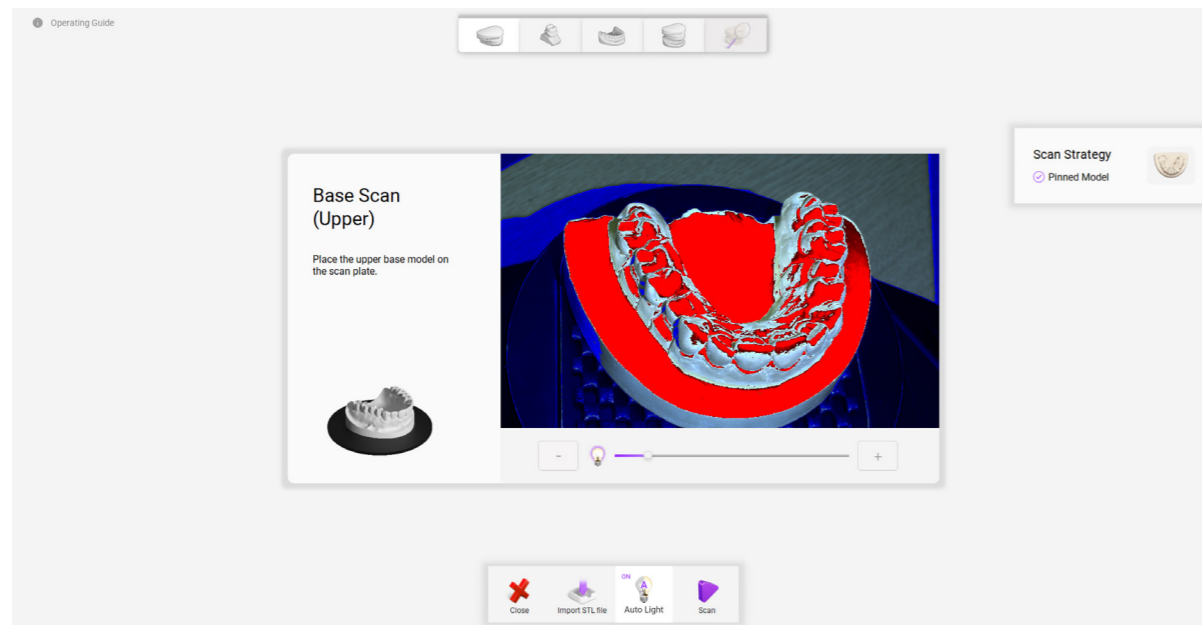 Operating Guide
Scan Strategy
Pinned Model
Base Scan
(Upper)
Place the upper base model on
the scan plate.
-
+
ON
A
Close
Import STL file
Auto Light
Scan